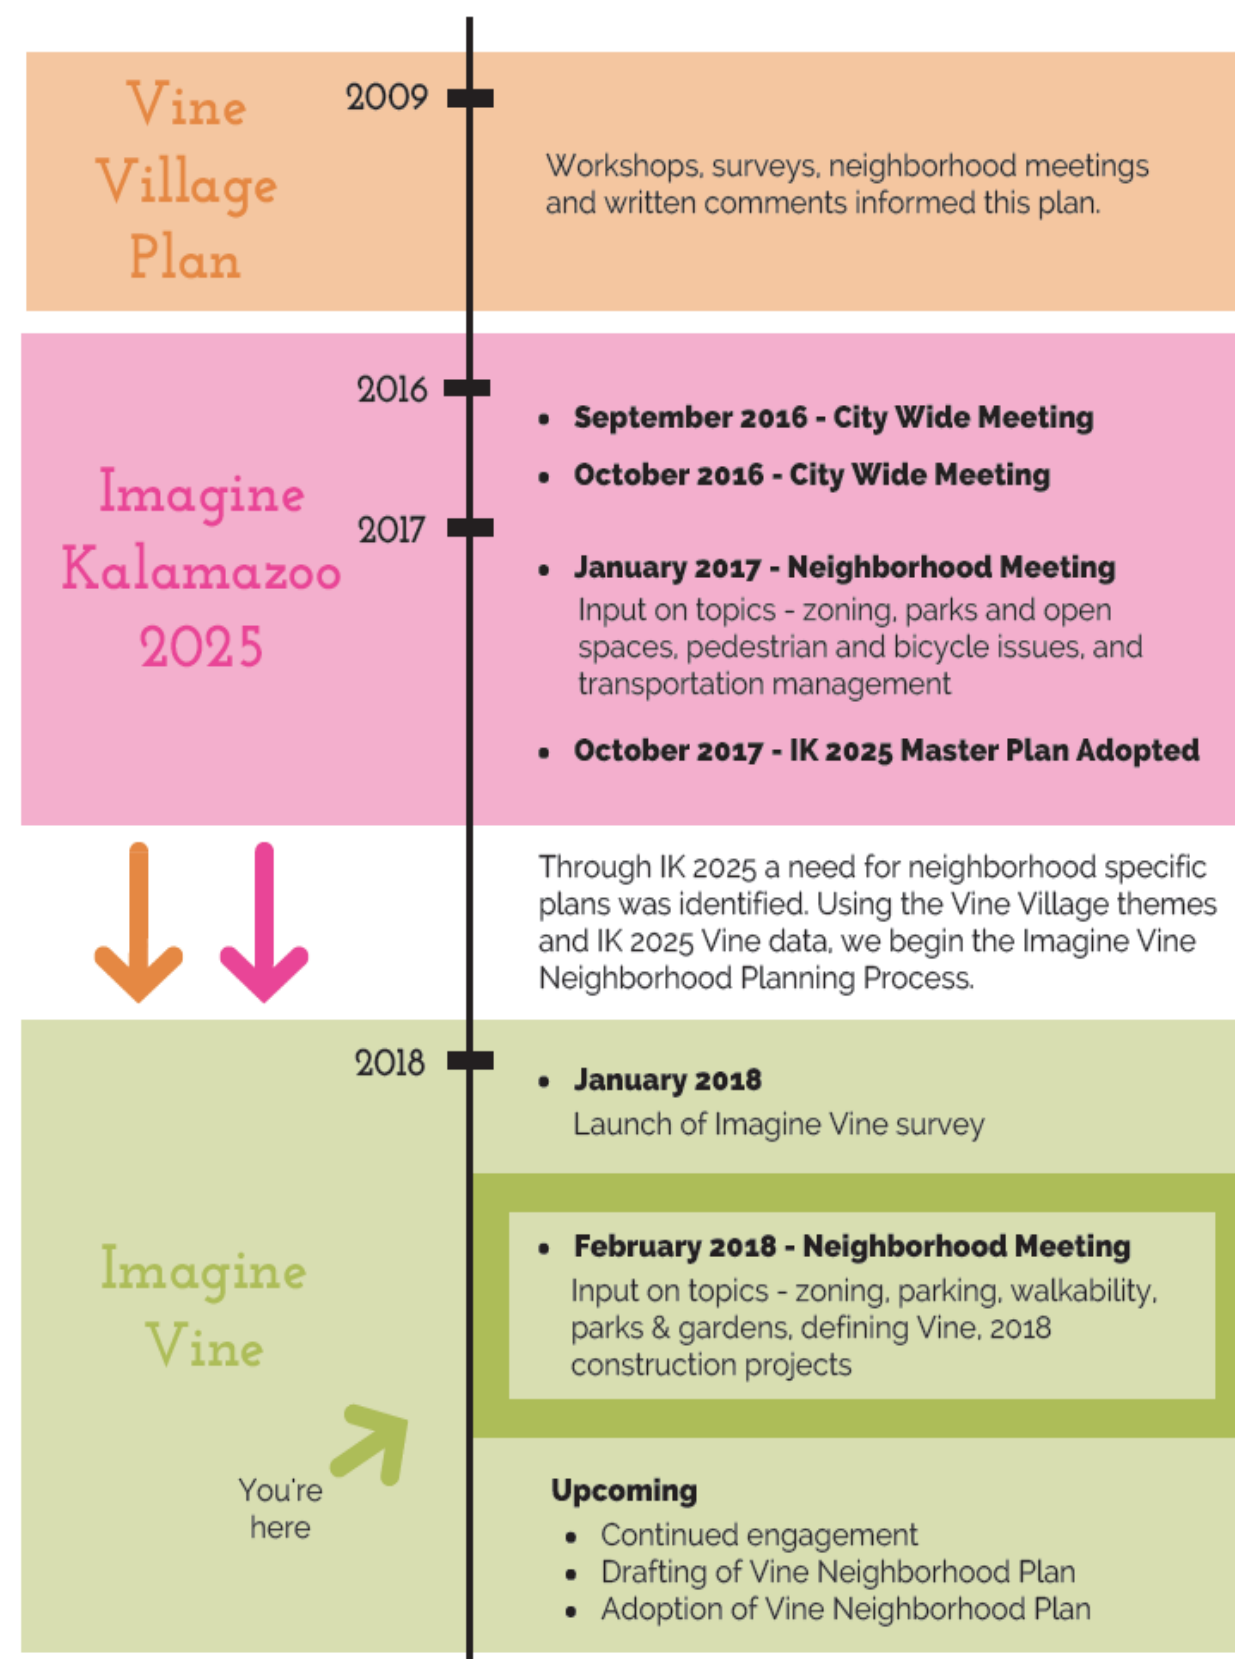 Vine
Village
Plan
2009
Workshops, surveys, neighborhood meetings
and written comments informed this plan.
Imagine
Kalamazoo
2025
2016
• September 2016 - City Wide Meeting
• October 2016 - City Wide Meeting
2017
• January 2017 - Neighborhood Meeting
Input on topics - zoning, parks and open
spaces, pedestrian and bicycle issues, and
transportation management
• October 2017 - IK 2025 Master Plan Adopted
Through IK 2025 a need for neighborhood specific
plans was identified. Using the Vine Village themes
and IK 2025 Vine data, we begin the Imagine Vine
Neighborhood Planning Process.
Imagine
Vine
2018
• January 2018
Launch of Imagine Vine survey
• February 2018 - Neighborhood Meeting
Input on topics - zoning, parking, walkability,
parks & gardens, defining Vine, 2018
construction projects
You're
here
Upcoming
• Continued engagement
• Drafting of Vine Neighborhood Plan
• Adoption of Vine Neighborhood Plan